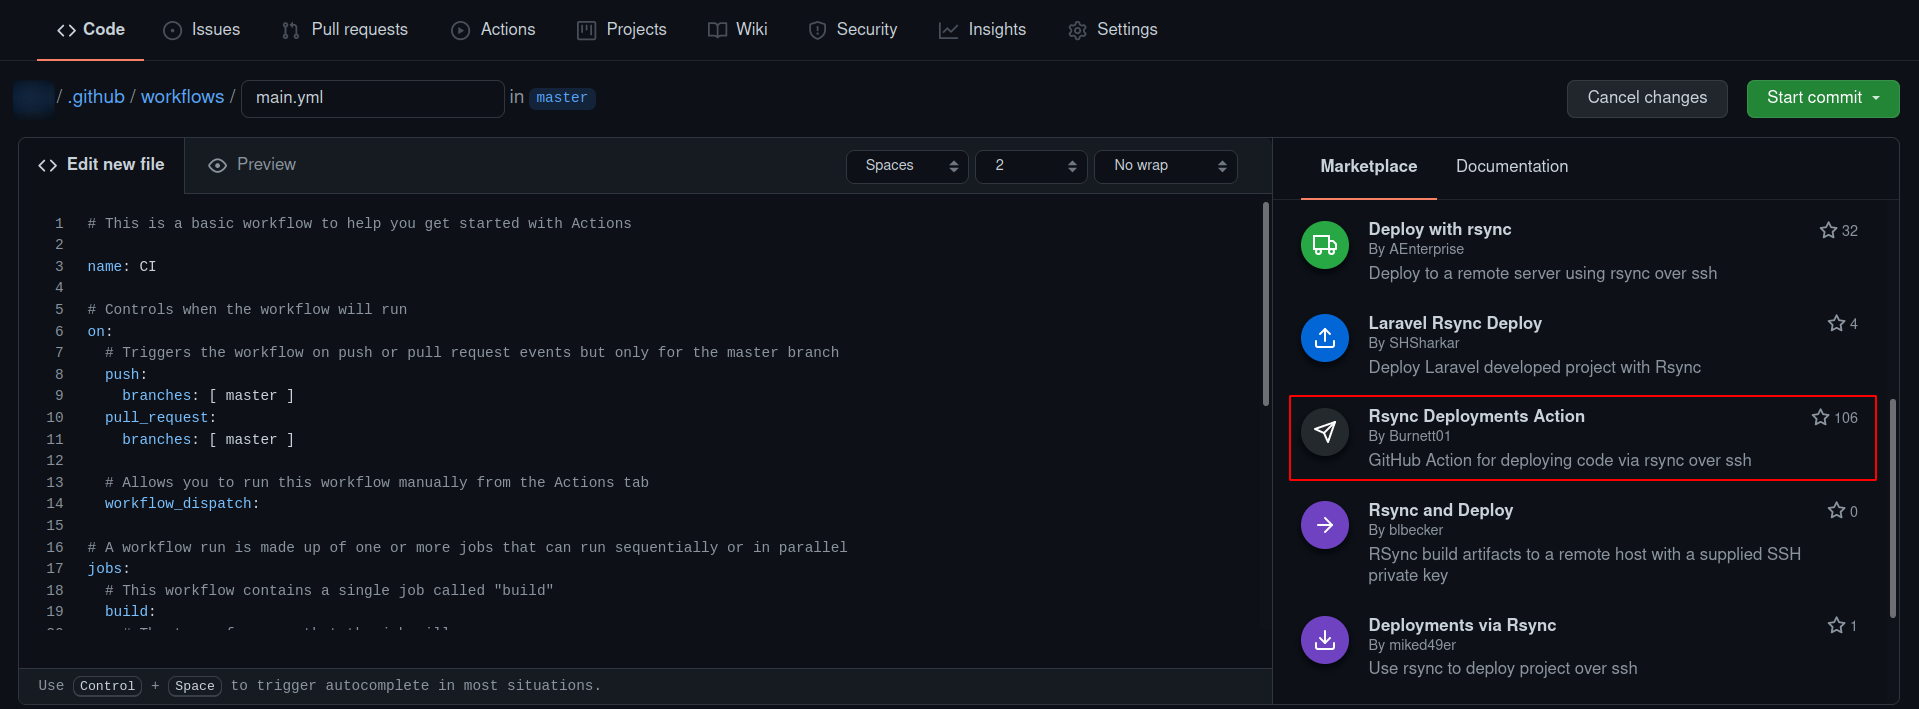 Code Issues Pull requests Actions Projects Wiki Security Insights Settings
/ .github / workflows / main.yml in master
Cancel changes Start commit
Edit new file Preview
Spaces 2 No wrap
1 # This is a basic workflow to help you get started with Actions
2
3 name: CI
4
5 # Controls when the workflow will run
6 on:
7 # Triggers the workflow on push or pull request events but only for the master branch
8 push:
9 branches: [ master ]
10 pull_request:
11 branches: [ master ]
12
13 # Allows you to run this workflow manually from the Actions tab
14 workflow_dispatch:
15
16 # A workflow run is made up of one or more jobs that can run sequentially or in parallel
17 jobs:
18 # This workflow contains a single job called "build"
19 build:
Use Control + Space to trigger autocomplete in most situations.
Marketplace Documentation
Deploy with rsync 32
By AEnterprise
Deploy to a remote server using rsync over ssh
Laravel Rsync Deploy 4
By SHSharkar
Deploy Laravel developed project with Rsync
Rsync Deployments Action 106
By Burnett01
GitHub Action for deploying code via rsync over ssh
Rsync and Deploy 0
By blbecker
RSync build artifacts to a remote host with a supplied SSH
private key
Deployments via Rsync 1
By miked49er
Use rsync to deploy project over ssh